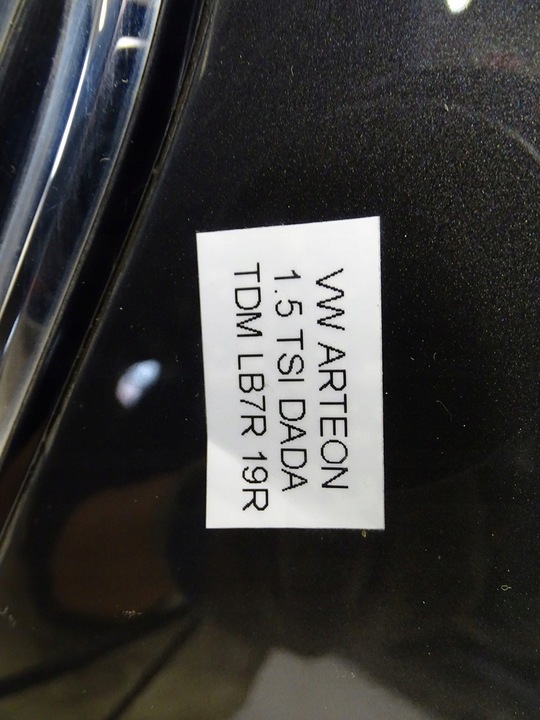 VW ARTEON
1.5 TSI DADA
TDM LB7R 19R